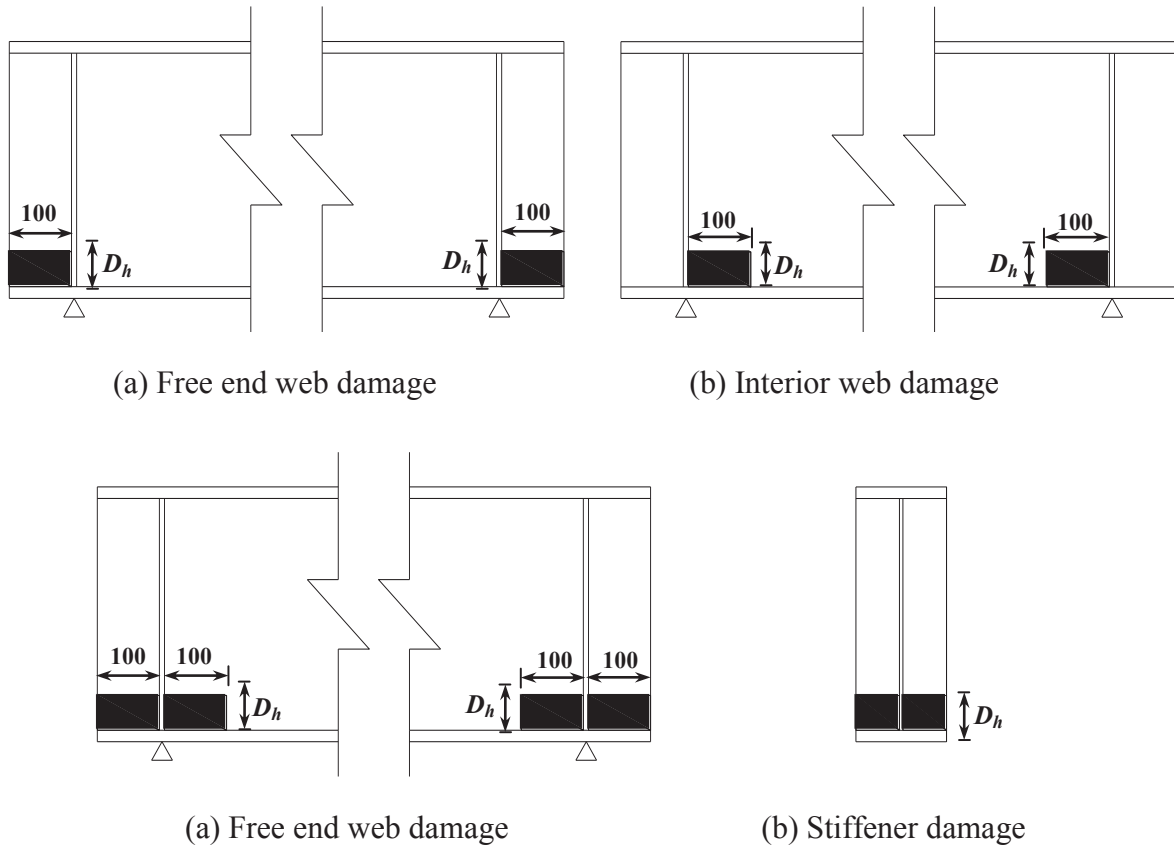 100
D_h
100
D_h
100
D_h
100
D_h
(a) Free end web damage
(b) Interior web damage
100
100
D_h
100
100
D_h
D_h
(a) Free end web damage
(b) Stiffener damage